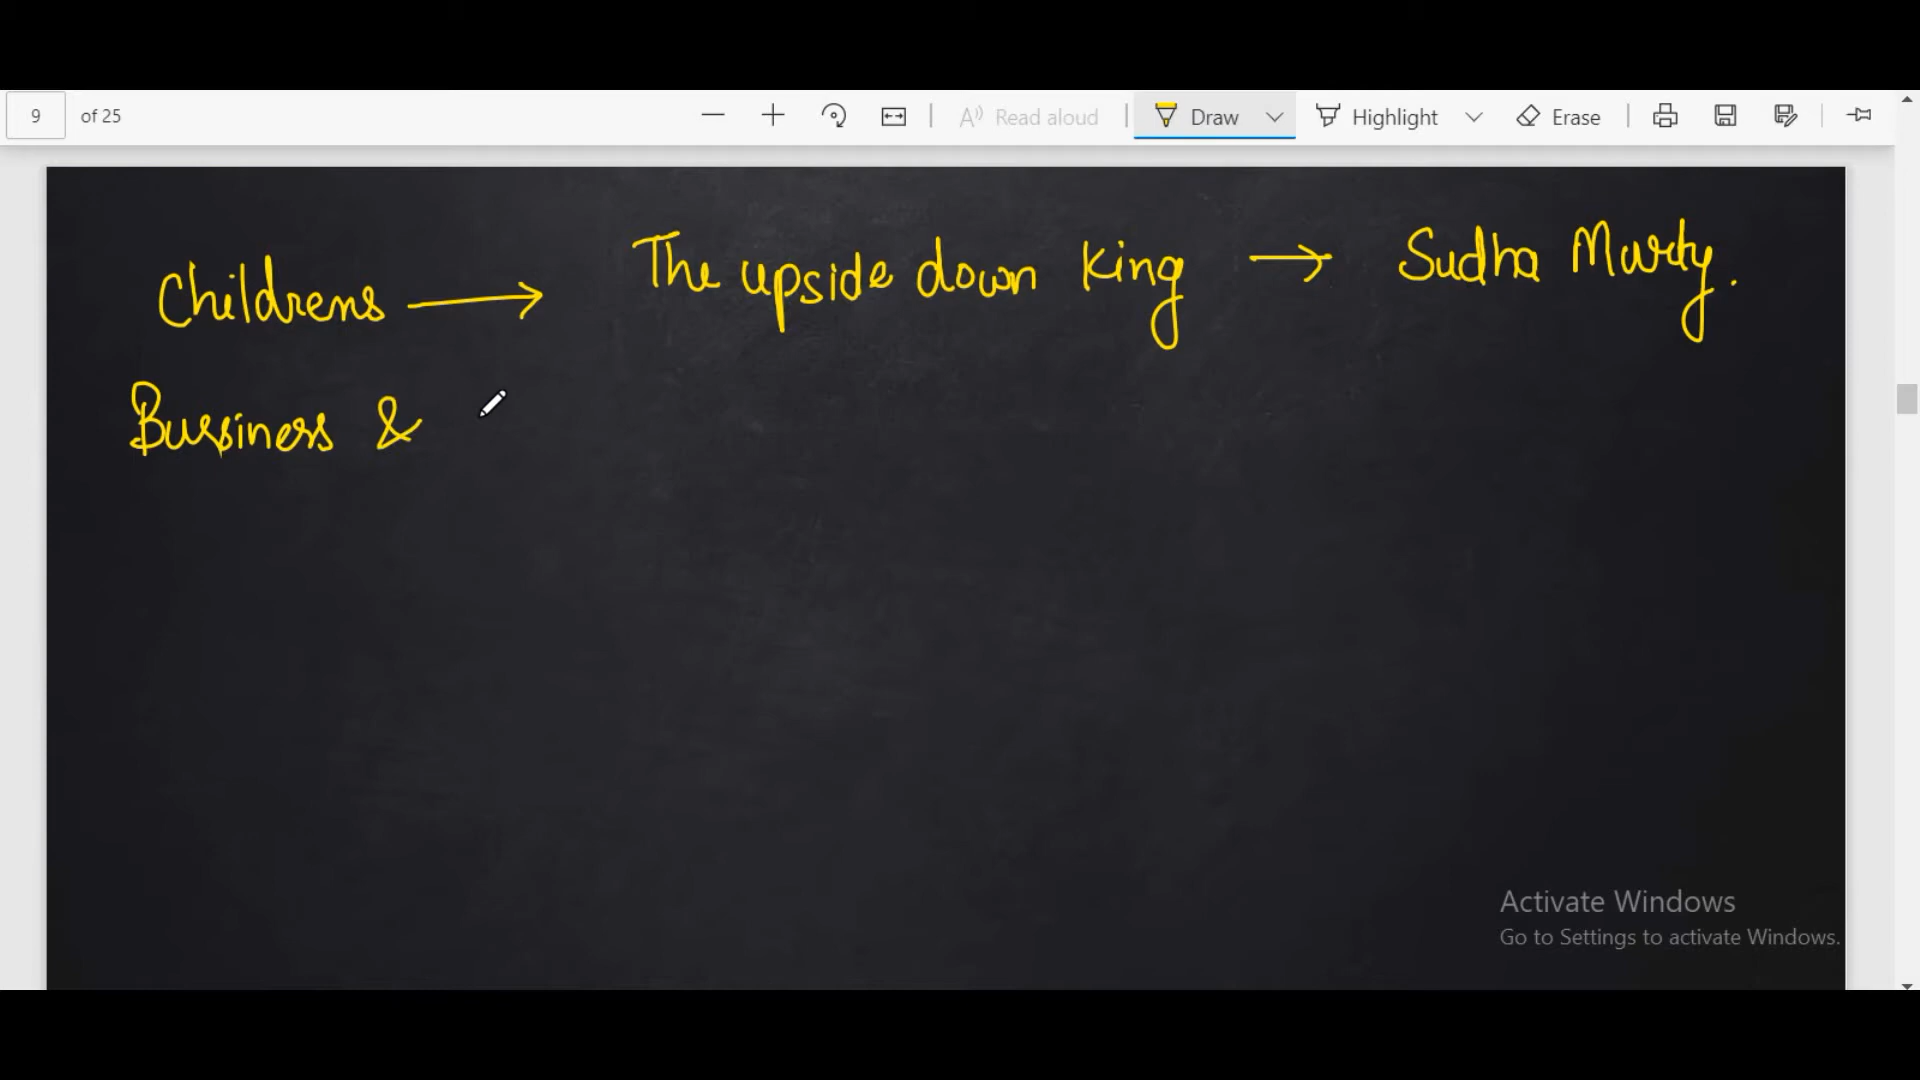 9 of 25 Read aloud Draw Highlight Erase
Childrens → The upside down King → Sudha Murty.
Bussiness &
Activate Windows
Go to Settings to activate Windows.